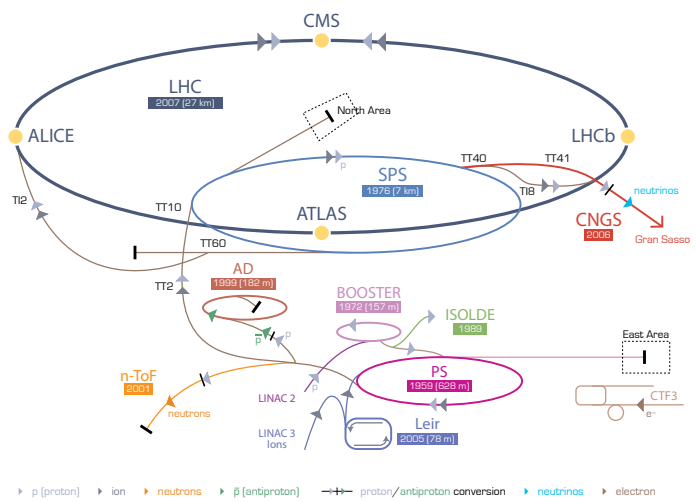 CMS
LHC
2007 (27 km)
North Area
ALICE
LHCb
TT40
TT41
p
SPS
1976 (7 km)
TI8
neutrinos
TI2
TT10
ATLAS
CNGS
2006
Gran Sasso
TT60
AD
1999 (182 m)
TT2
BOOSTER
1972 (157 m)
ISOLDE
1989
p̄
p
East Area
n-ToF
2001
PS
1959 (628 m)
p
LINAC 2
CTF3
neutrons
e-
LINAC 3
Ions
Leir
2005 (78 m)
p (proton)
ion
neutrons
p̄ (antiproton)
proton/antiproton conversion
neutrinos
electron